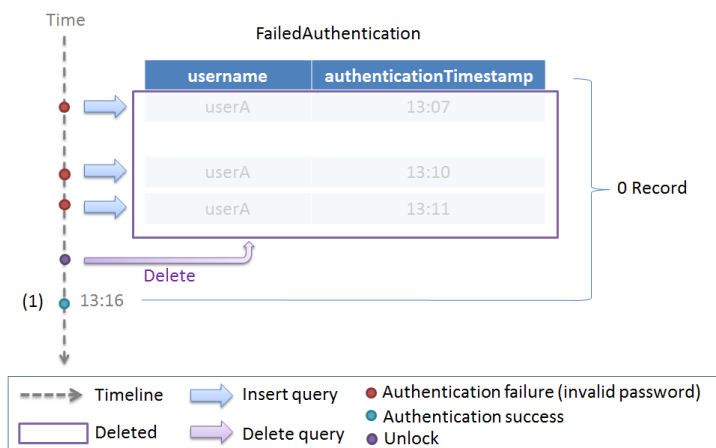 Time
FailedAuthentication
username authenticationTimestamp
userA 13:07
userA 13:10
userA 13:11
0 Record
Delete
(1) 13:16
Timeline Insert query Authentication failure (invalid password)
Authentication success
Deleted Delete query Unlock